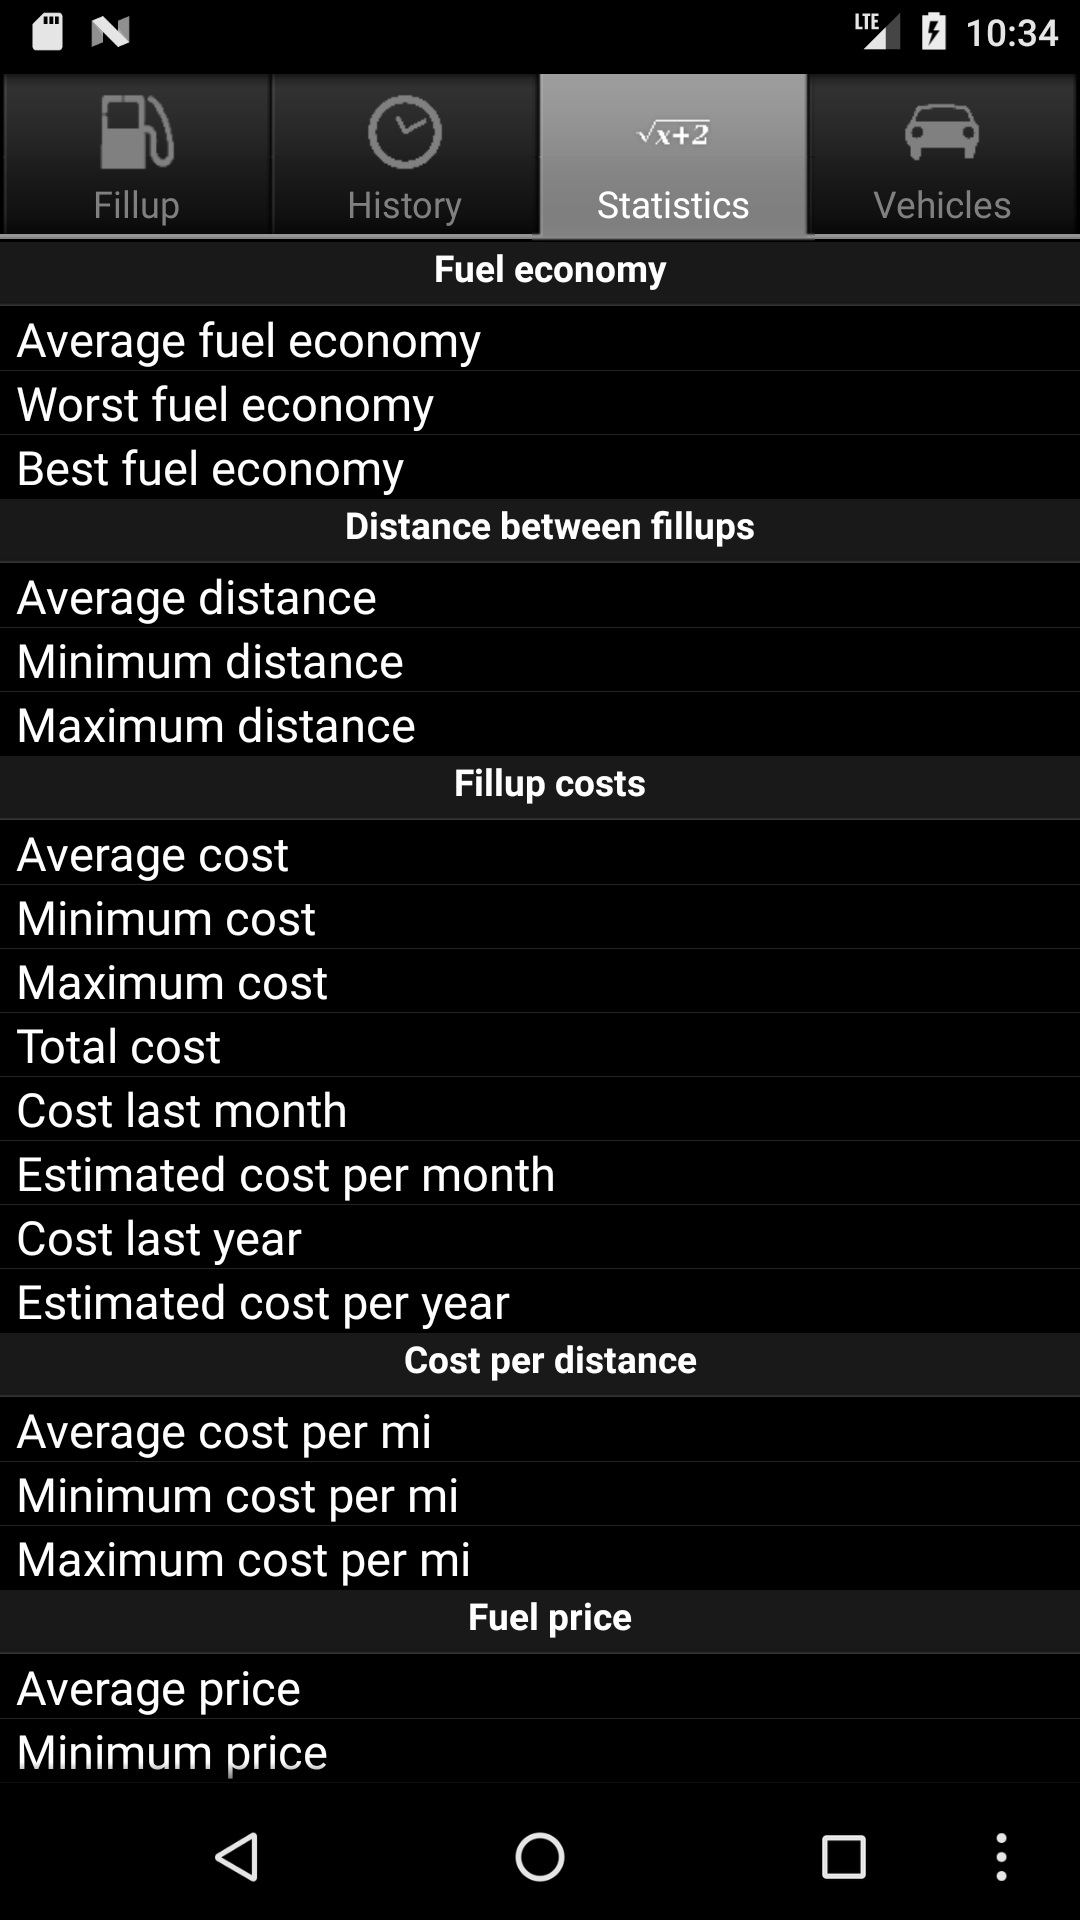 LTE 10:34
√x+2
Fillup History Statistics Vehicles
Fuel economy
Average fuel economy
Worst fuel economy
Best fuel economy
Distance between fillups
Average distance
Minimum distance
Maximum distance
Fillup costs
Average cost
Minimum cost
Maximum cost
Total cost
Cost last month
Estimated cost per month
Cost last year
Estimated cost per year
Cost per distance
Average cost per mi
Minimum cost per mi
Maximum cost per mi
Fuel price
Average price
Minimum price